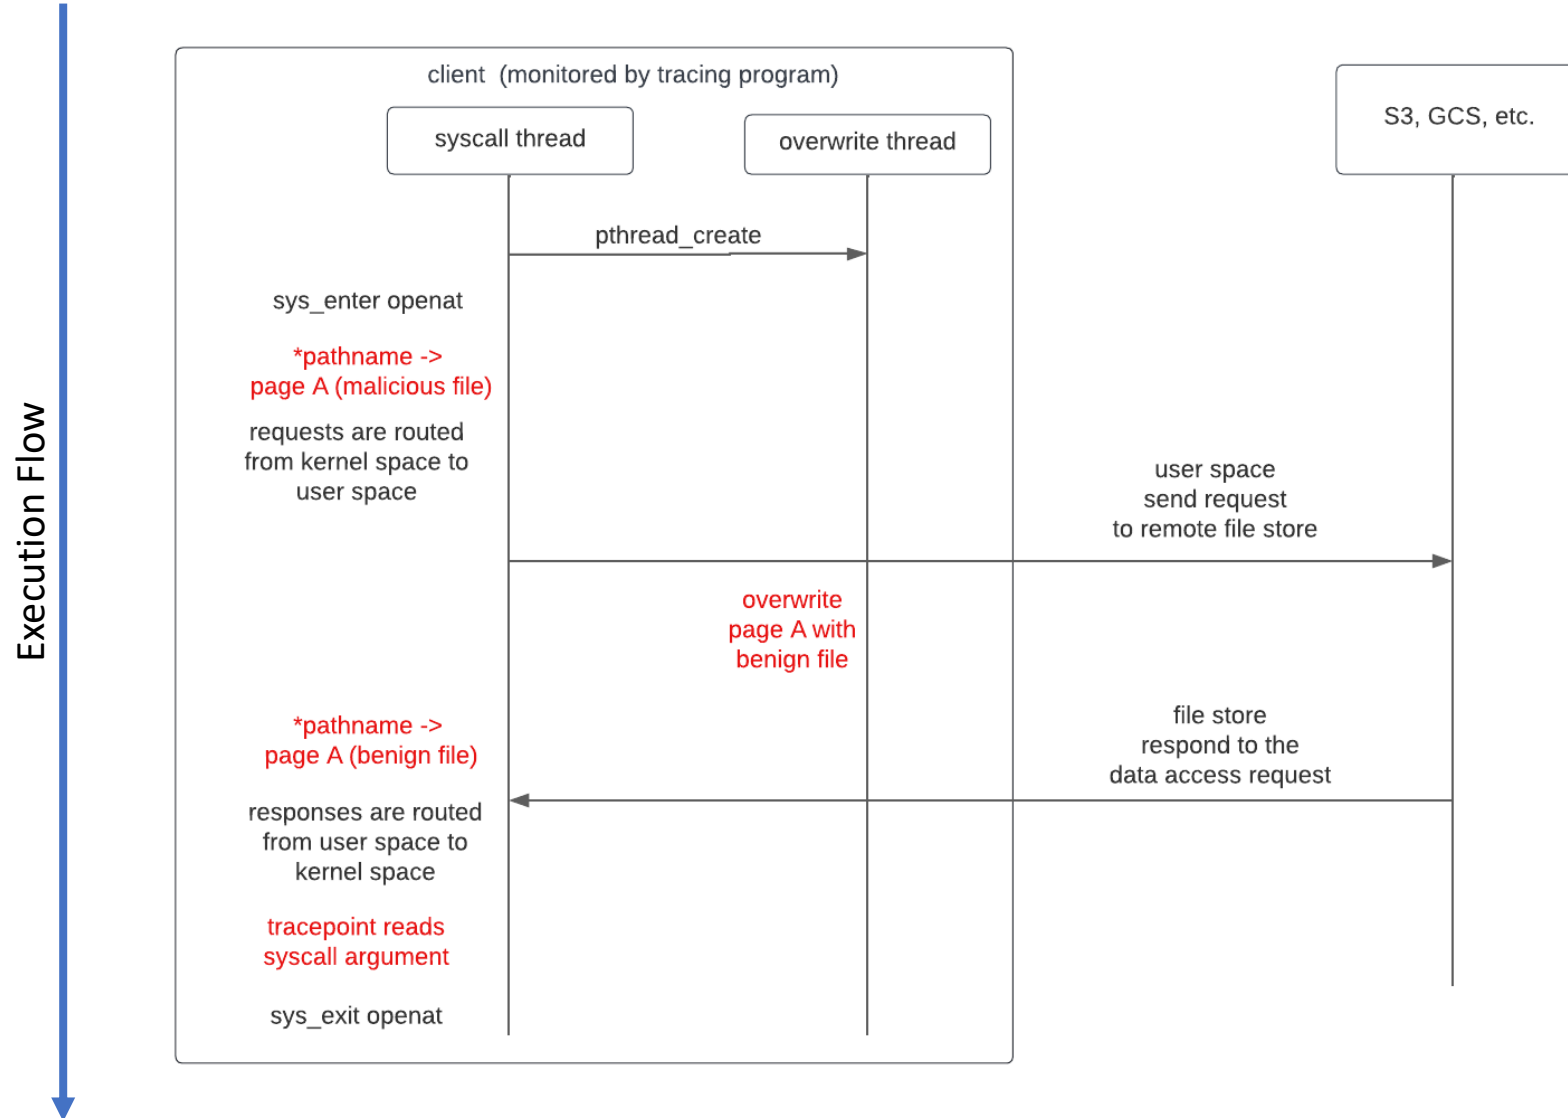 client  (monitored by tracing program)
syscall thread
overwrite thread
S3, GCS, etc.
pthread_create
sys_enter openat
*pathname ->
page A (malicious file)
requests are routed
from kernel space to
user space
user space
send request
to remote file store
overwrite
page A with
benign file
*pathname ->
page A (benign file)
file store
respond to the
data access request
responses are routed
from user space to
kernel space
tracepoint reads
syscall argument
sys_exit openat
Execution Flow